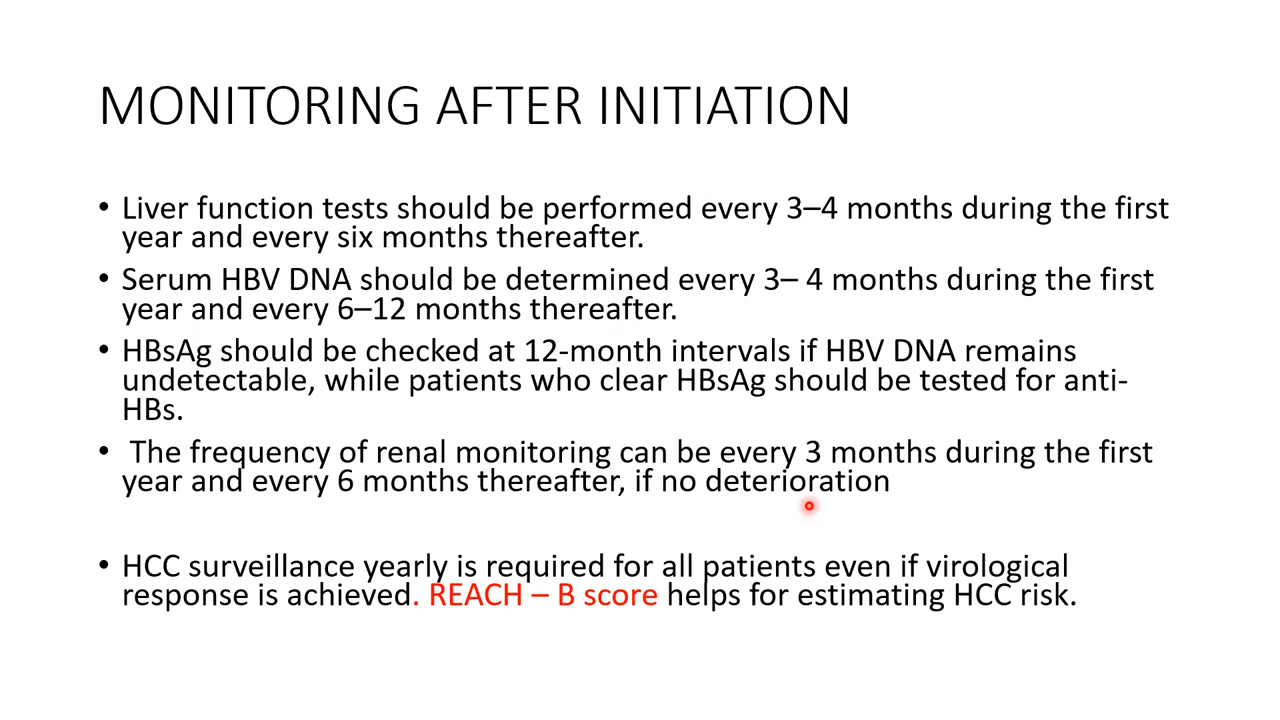 MONITORING AFTER INITIATION
• Liver function tests should be performed every 3–4 months during the first
year and every six months thereafter.
• Serum HBV DNA should be determined every 3– 4 months during the first
year and every 6–12 months thereafter.
• HBsAg should be checked at 12-month intervals if HBV DNA remains
undetectable, while patients who clear HBsAg should be tested for anti-
HBs.
• The frequency of renal monitoring can be every 3 months during the first
year and every 6 months thereafter, if no deterioration
• HCC surveillance yearly is required for all patients even if virological
response is achieved. REACH – B score helps for estimating HCC risk.